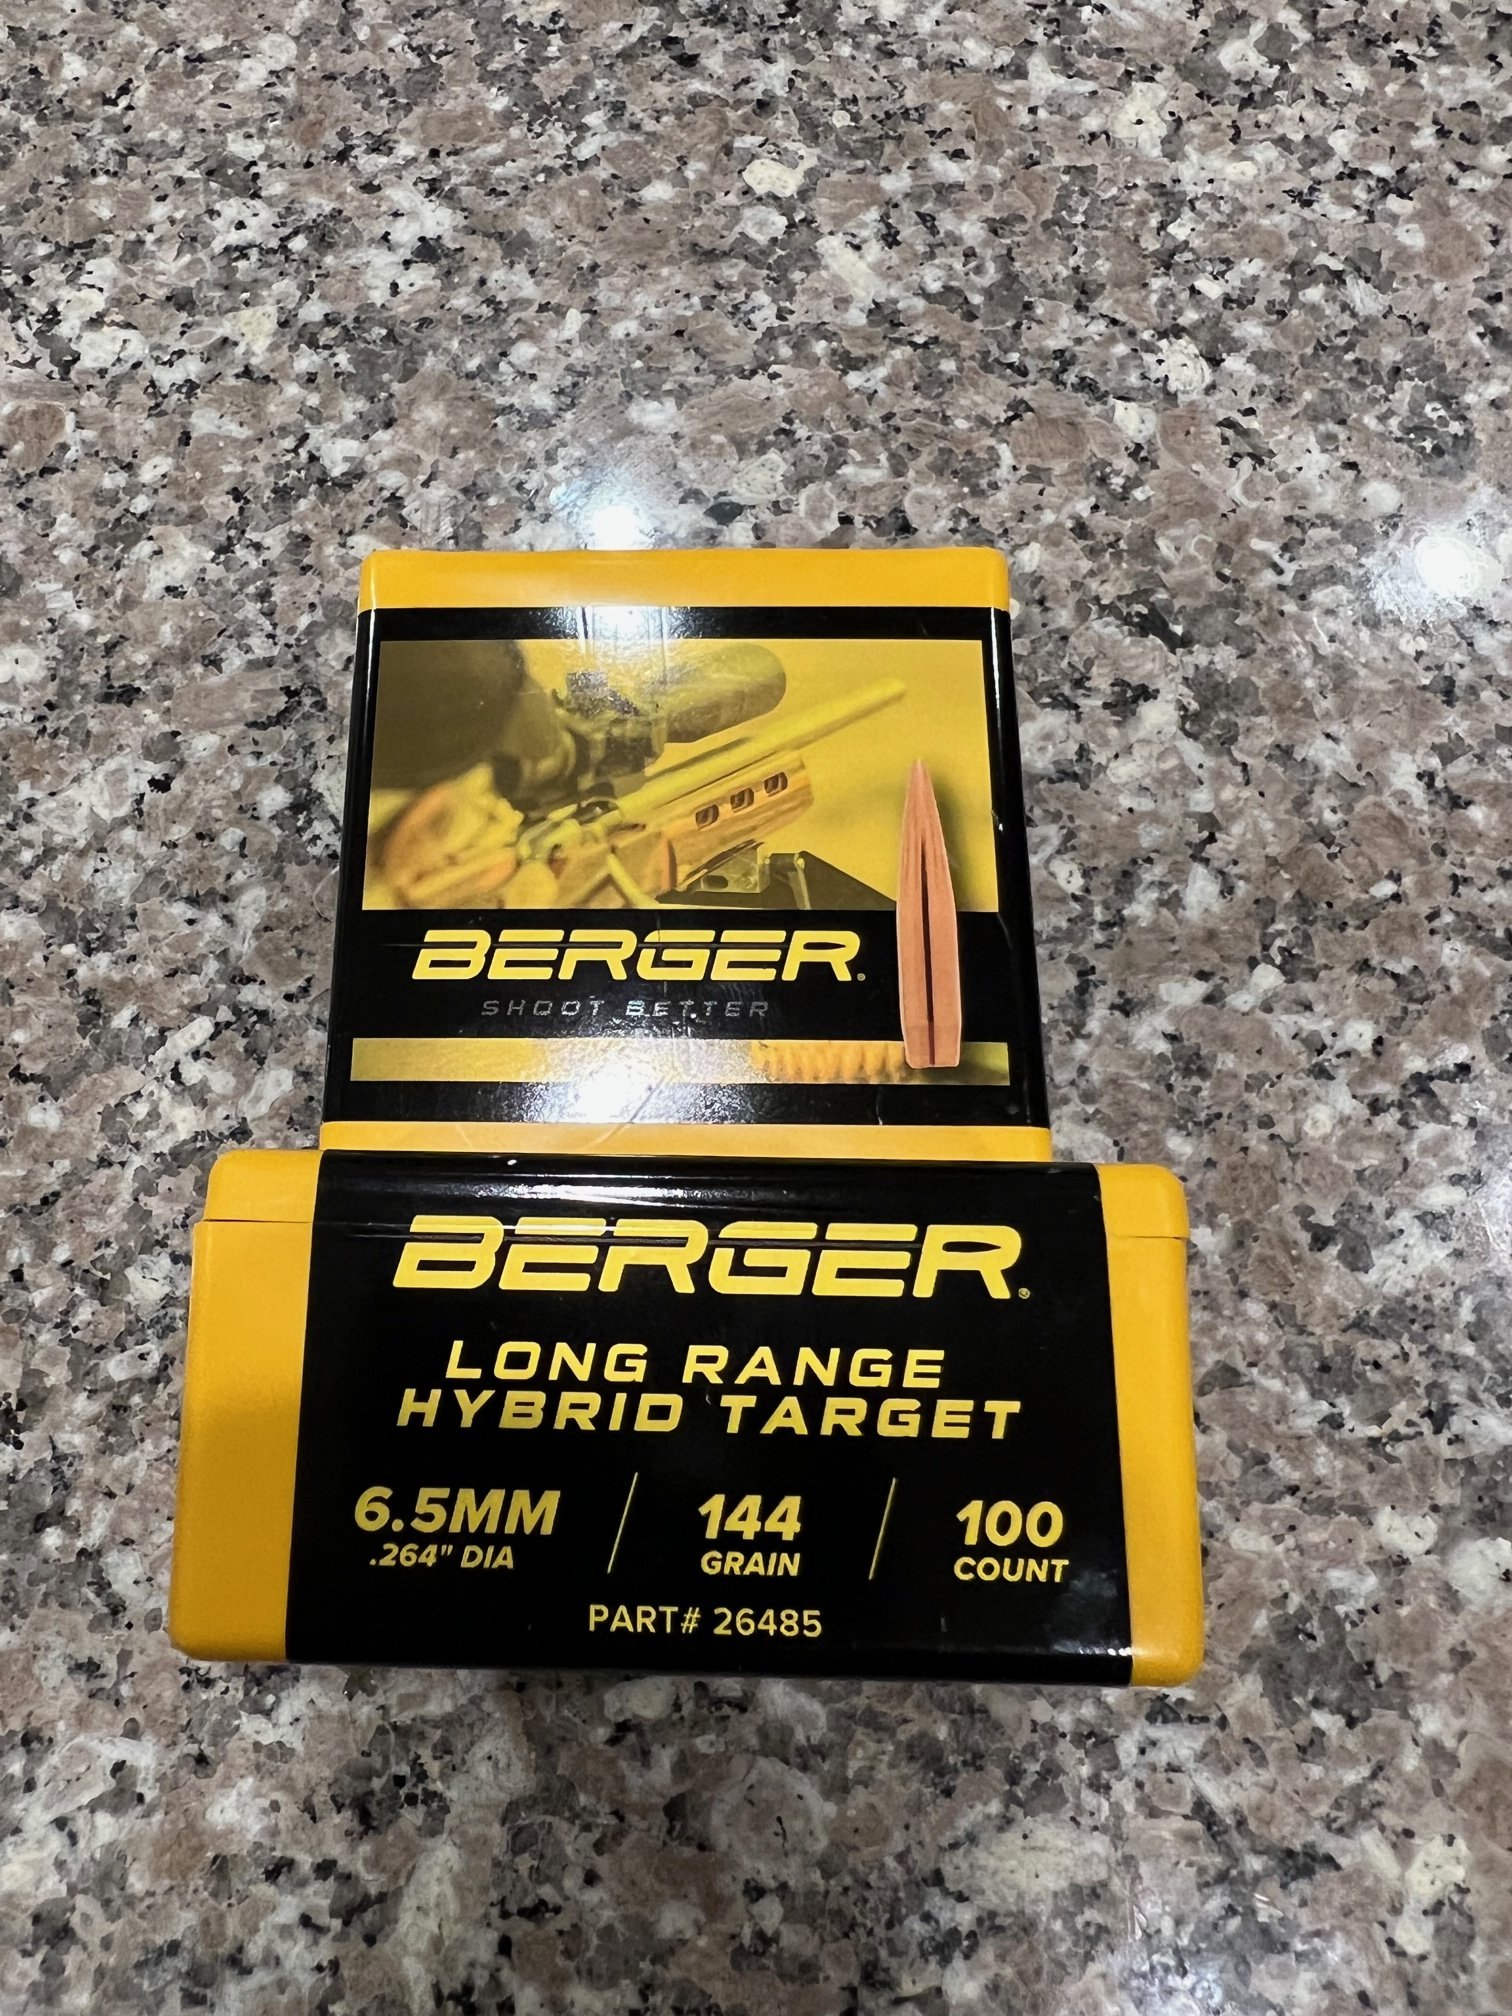 BERGER®
SHOOT BETTER
BERGER®
LONG RANGE
HYBRID TARGET
6.5MM / 144 / 100
.264" DIA GRAIN COUNT
PART# 26485